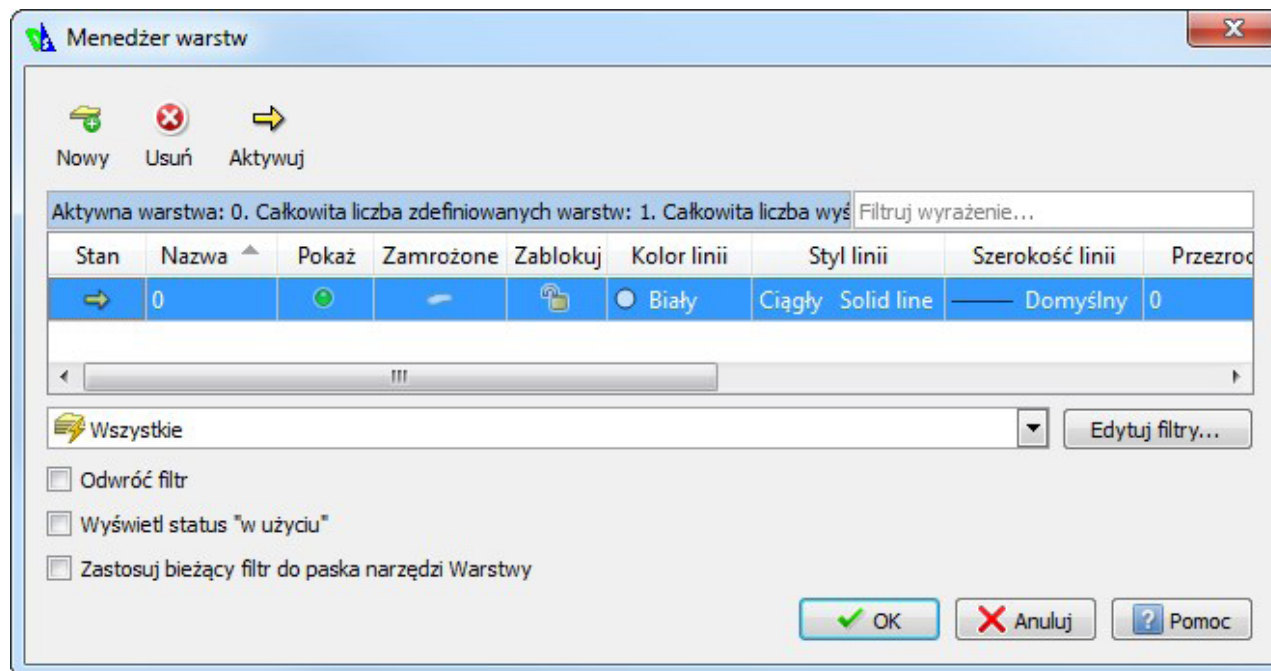 Menedżer warstw
Nowy Usuń Aktywuj
Aktywna warstwa: 0. Całkowita liczba zdefiniowanych warstw: 1. Całkowita liczba wyś Filtruj wyrażenie...
Stan Nazwa Pokaż Zamrożone Zablokuj Kolor linii Styl linii Szerokość linii Przezroc
0 Biały Ciągły Solid line Domyślny 0
Wszystkie Edytuj filtry...
Odwróć filtr
Wyświetl status "w użyciu"
Zastosuj bieżący filtr do paska narzędzi Warstwy
OK Anuluj Pomoc